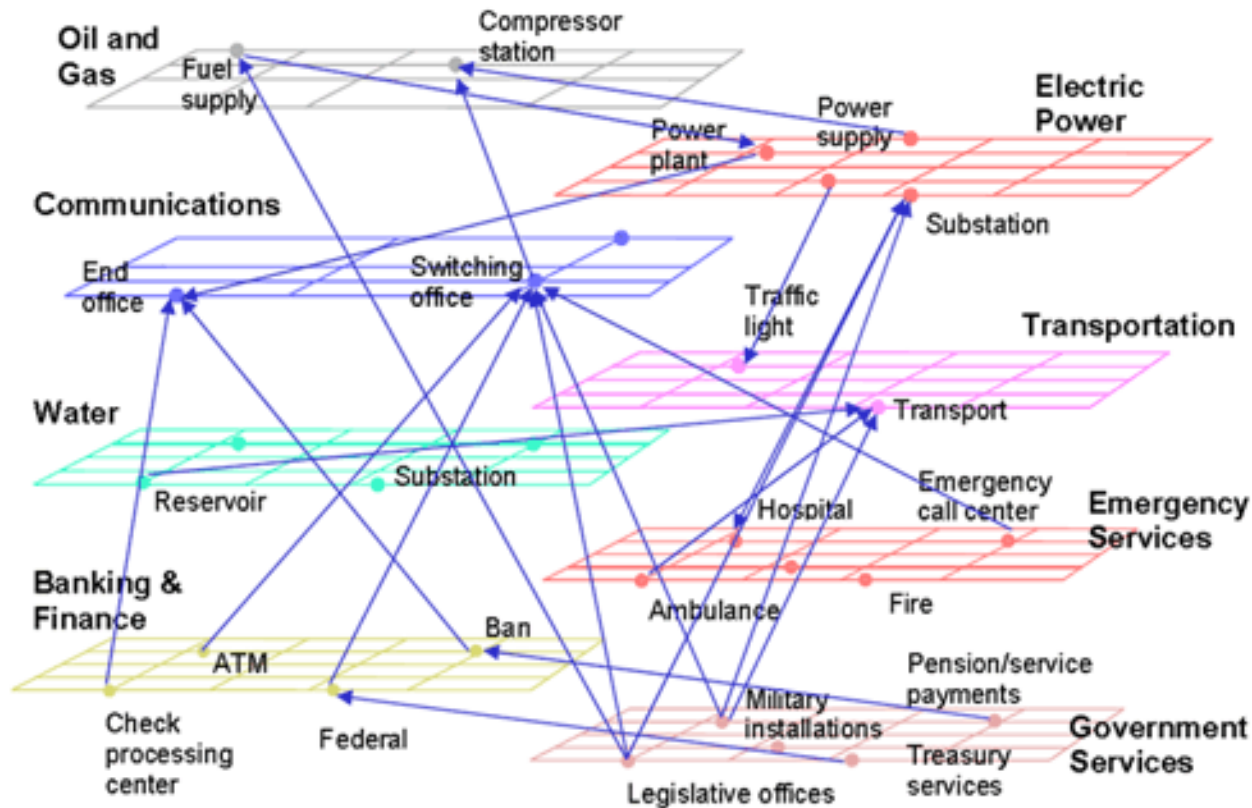 Oil and
Gas
Fuel
supply
Compressor
station
Electric
Power
Power
supply
Power
plant
Substation
Communications
End
office
Switching
office
Traffic
light
Transportation
Transport
Water
Reservoir
Substation
Hospital
Emergency
call center
Emergency
Services
Ambulance
Fire
Banking &
Finance
ATM
Ban
Check
processing
center
Federal
Pension/service
payments
Military
installations
Government
Services
Treasury
services
Legislative offices